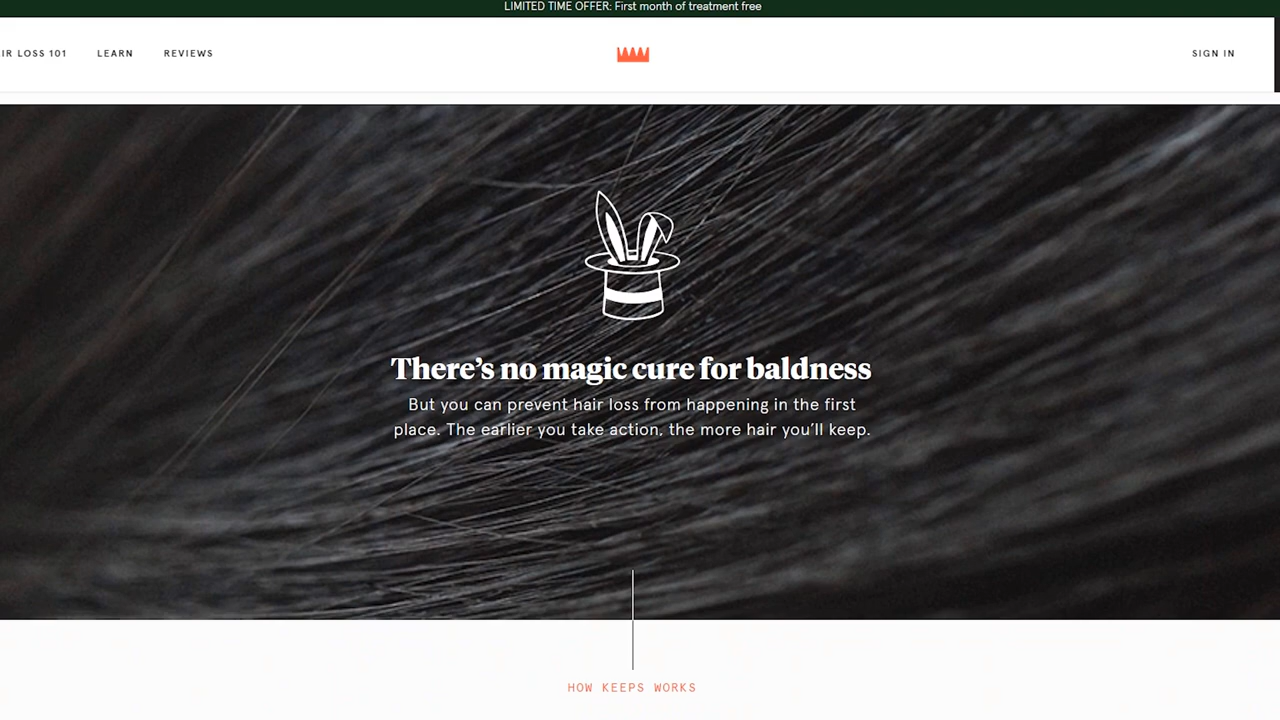 LIMITED TIME OFFER: First month of treatment free
IR LOSS 101 LEARN REVIEWS SIGN IN
There’s no magic cure for baldness
But you can prevent hair loss from happening in the first
place. The earlier you take action, the more hair you’ll keep.
HOW KEEPS WORKS